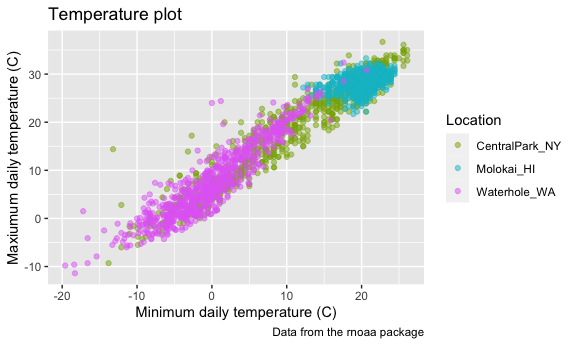 Temperature plot
Maxiumum daily temperature (C)
30
20
10
0
-10
-20
-10
0
10
20
Minimum daily temperature (C)
Data from the rnoaa package
Location
CentralPark_NY
Molokai_HI
Waterhole_WA